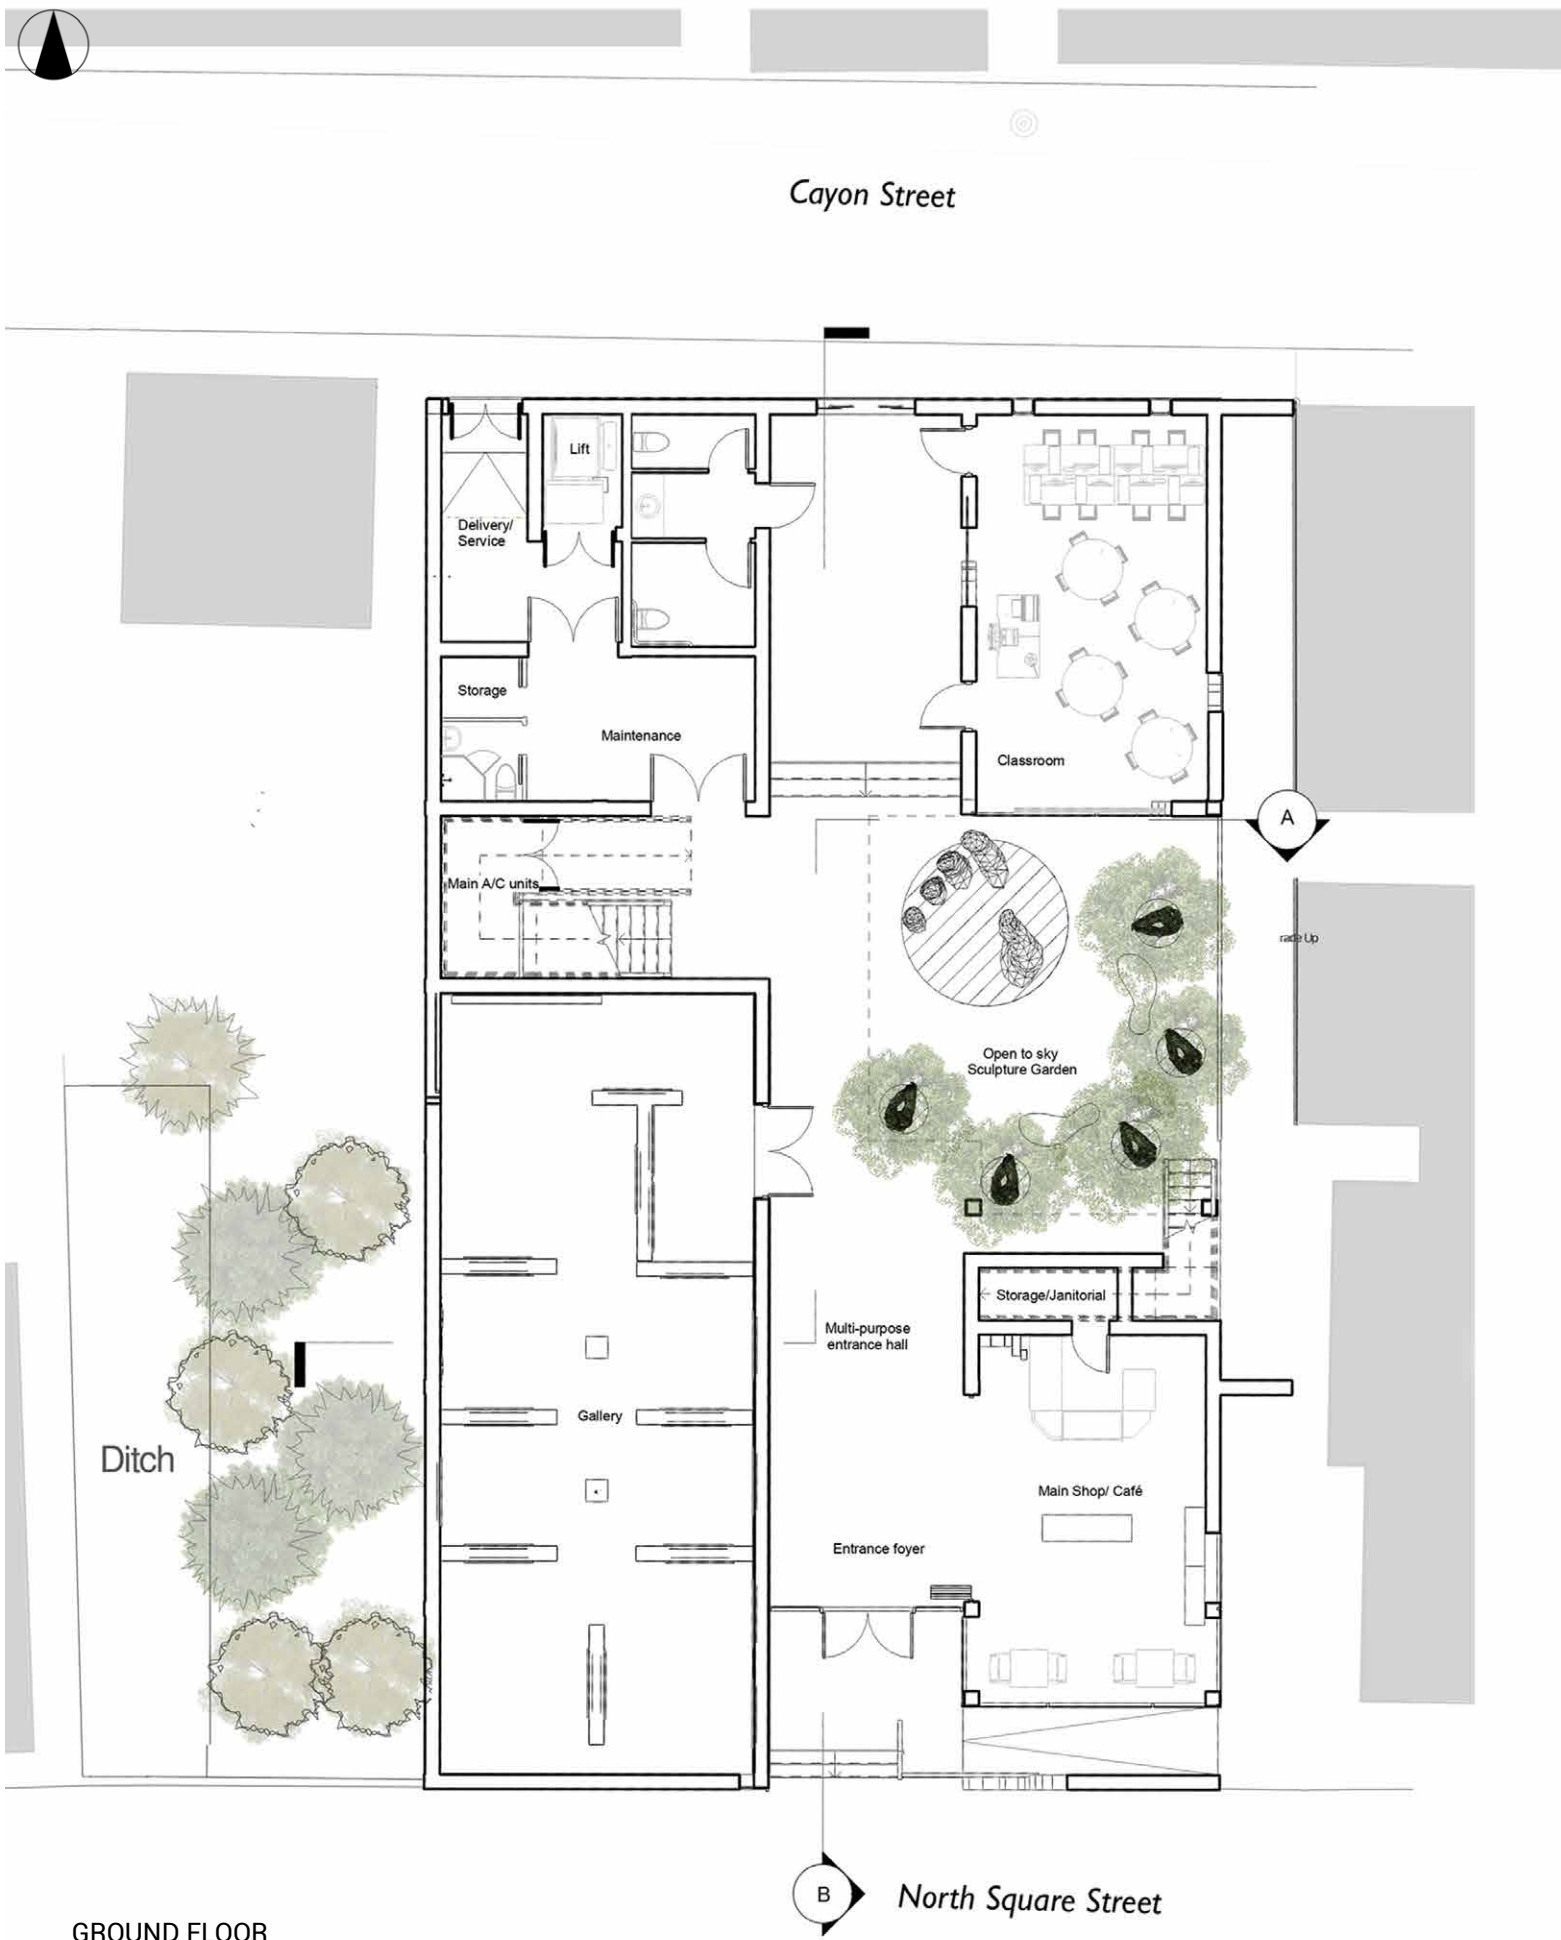 Cayon Street
Lift
Delivery/
Service
Storage
Maintenance
Classroom
A
Main A/C units
Open to sky
Sculpture Garden
Storage/Janitorial
Multi-purpose
entrance hall
Gallery
Ditch
Main Shop/ Café
Entrance foyer
B
North Square Street
GROUND FLOOR